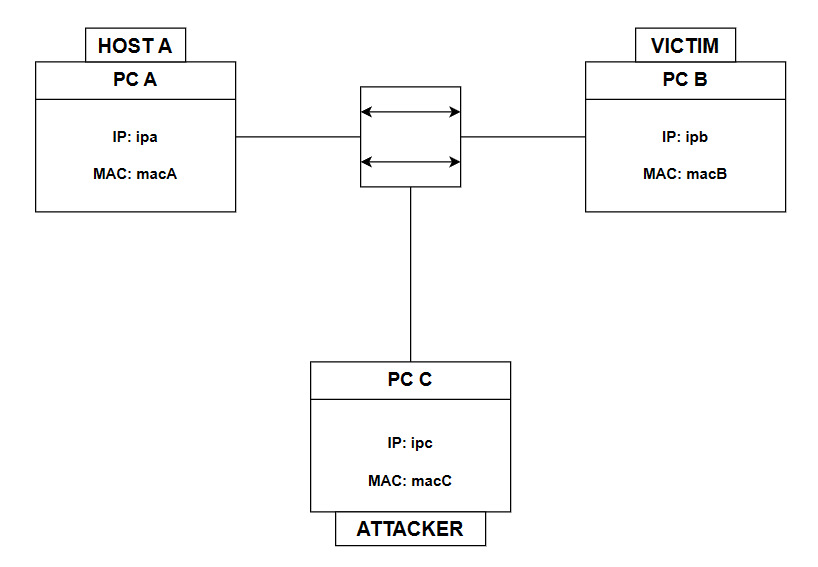 HOST A
PC A
IP: ipa
MAC: macA
VICTIM
PC B
IP: ipb
MAC: macB
PC C
IP: ipc
MAC: macC
ATTACKER